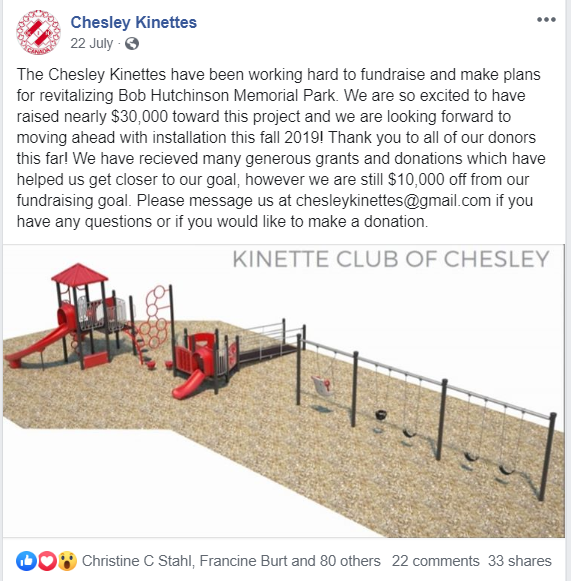 Chesley Kinettes
22 July ·
CANADA
The Chesley Kinettes have been working hard to fundraise and make plans
for revitalizing Bob Hutchinson Memorial Park. We are so excited to have
raised nearly $30,000 toward this project and we are looking forward to
moving ahead with installation this fall 2019! Thank you to all of our donors
this far! We have recieved many generous grants and donations which have
helped us get closer to our goal, however we are still $10,000 off from our
fundraising goal. Please message us at chesleykinettes@gmail.com if you
have any questions or if you would like to make a donation.
KINETTE CLUB OF CHESLEY
Christine C Stahl, Francine Burt and 80 others 22 comments 33 shares